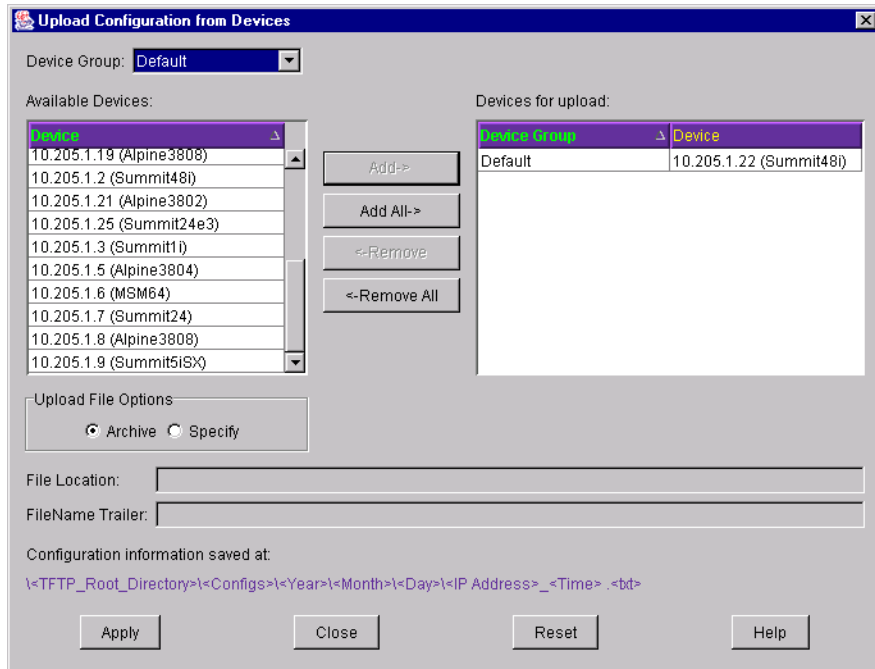 Upload Configuration from Devices
Device Group: Default
Available Devices:
Device
10.205.1.19 (Alpine3808)
10.205.1.2 (Summit48i)
10.205.1.21 (Alpine3802)
10.205.1.25 (Summit24e3)
10.205.1.3 (Summit1i)
10.205.1.5 (Alpine3804)
10.205.1.6 (MSM64)
10.205.1.7 (Summit24)
10.205.1.8 (Alpine3808)
10.205.1.9 (Summit5iSX)
Add->
Add All->
<-Remove
<-Remove All
Devices for upload:
Device Group Device
Default 10.205.1.22 (Summit48i)
Upload File Options
Archive Specify
File Location:
FileName Trailer:
Configuration information saved at:
\<TFTP_Root_Directory>\<Configs>\<Year>\<Month>\<Day>\<IP Address>_<Time> .<txt>
Apply Close Reset Help